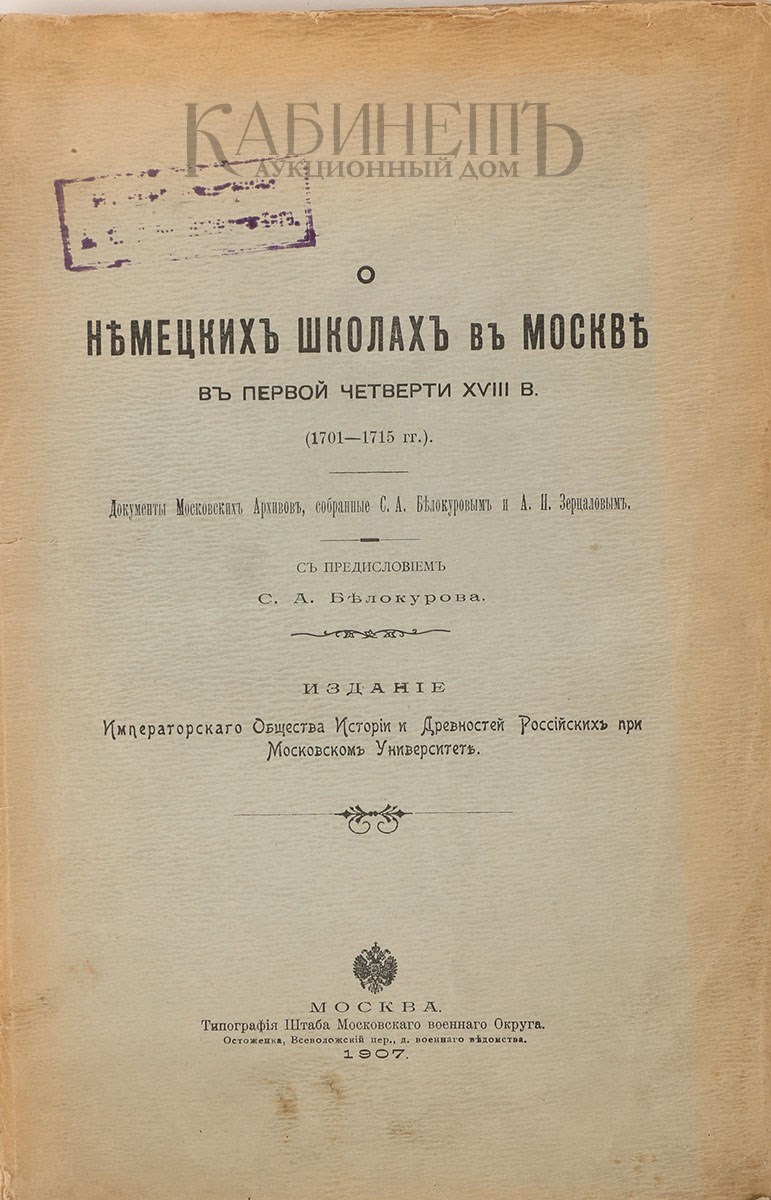 КАБИНЕТЪ
АУКЦИОННЫЙ ДОМ
О
НѢМЕЦКИХЪ ШКОЛАХЪ въ МОСКВѢ
ВЪ ПЕРВОЙ ЧЕТВЕРТИ XVIII В.
(1701—1715 гг.).
Документы Московскихъ Архивовъ, собранные С. А. Бѣлокуровымъ и А. Н. Зерцаловымъ.
СЪ ПРЕДИСЛОВІЕМЪ
С. А. Бѣлокурова.
ИЗДАНІЕ
Императорскаго Общества Исторіи и Древностей Россійскихъ при
Московскомъ Университетѣ.
МОСКВА.
Типографія Штаба Московскаго военнаго Округа.
Остоженка, Всеволожскій пер., д. военнаго вѣдомства.
1907.